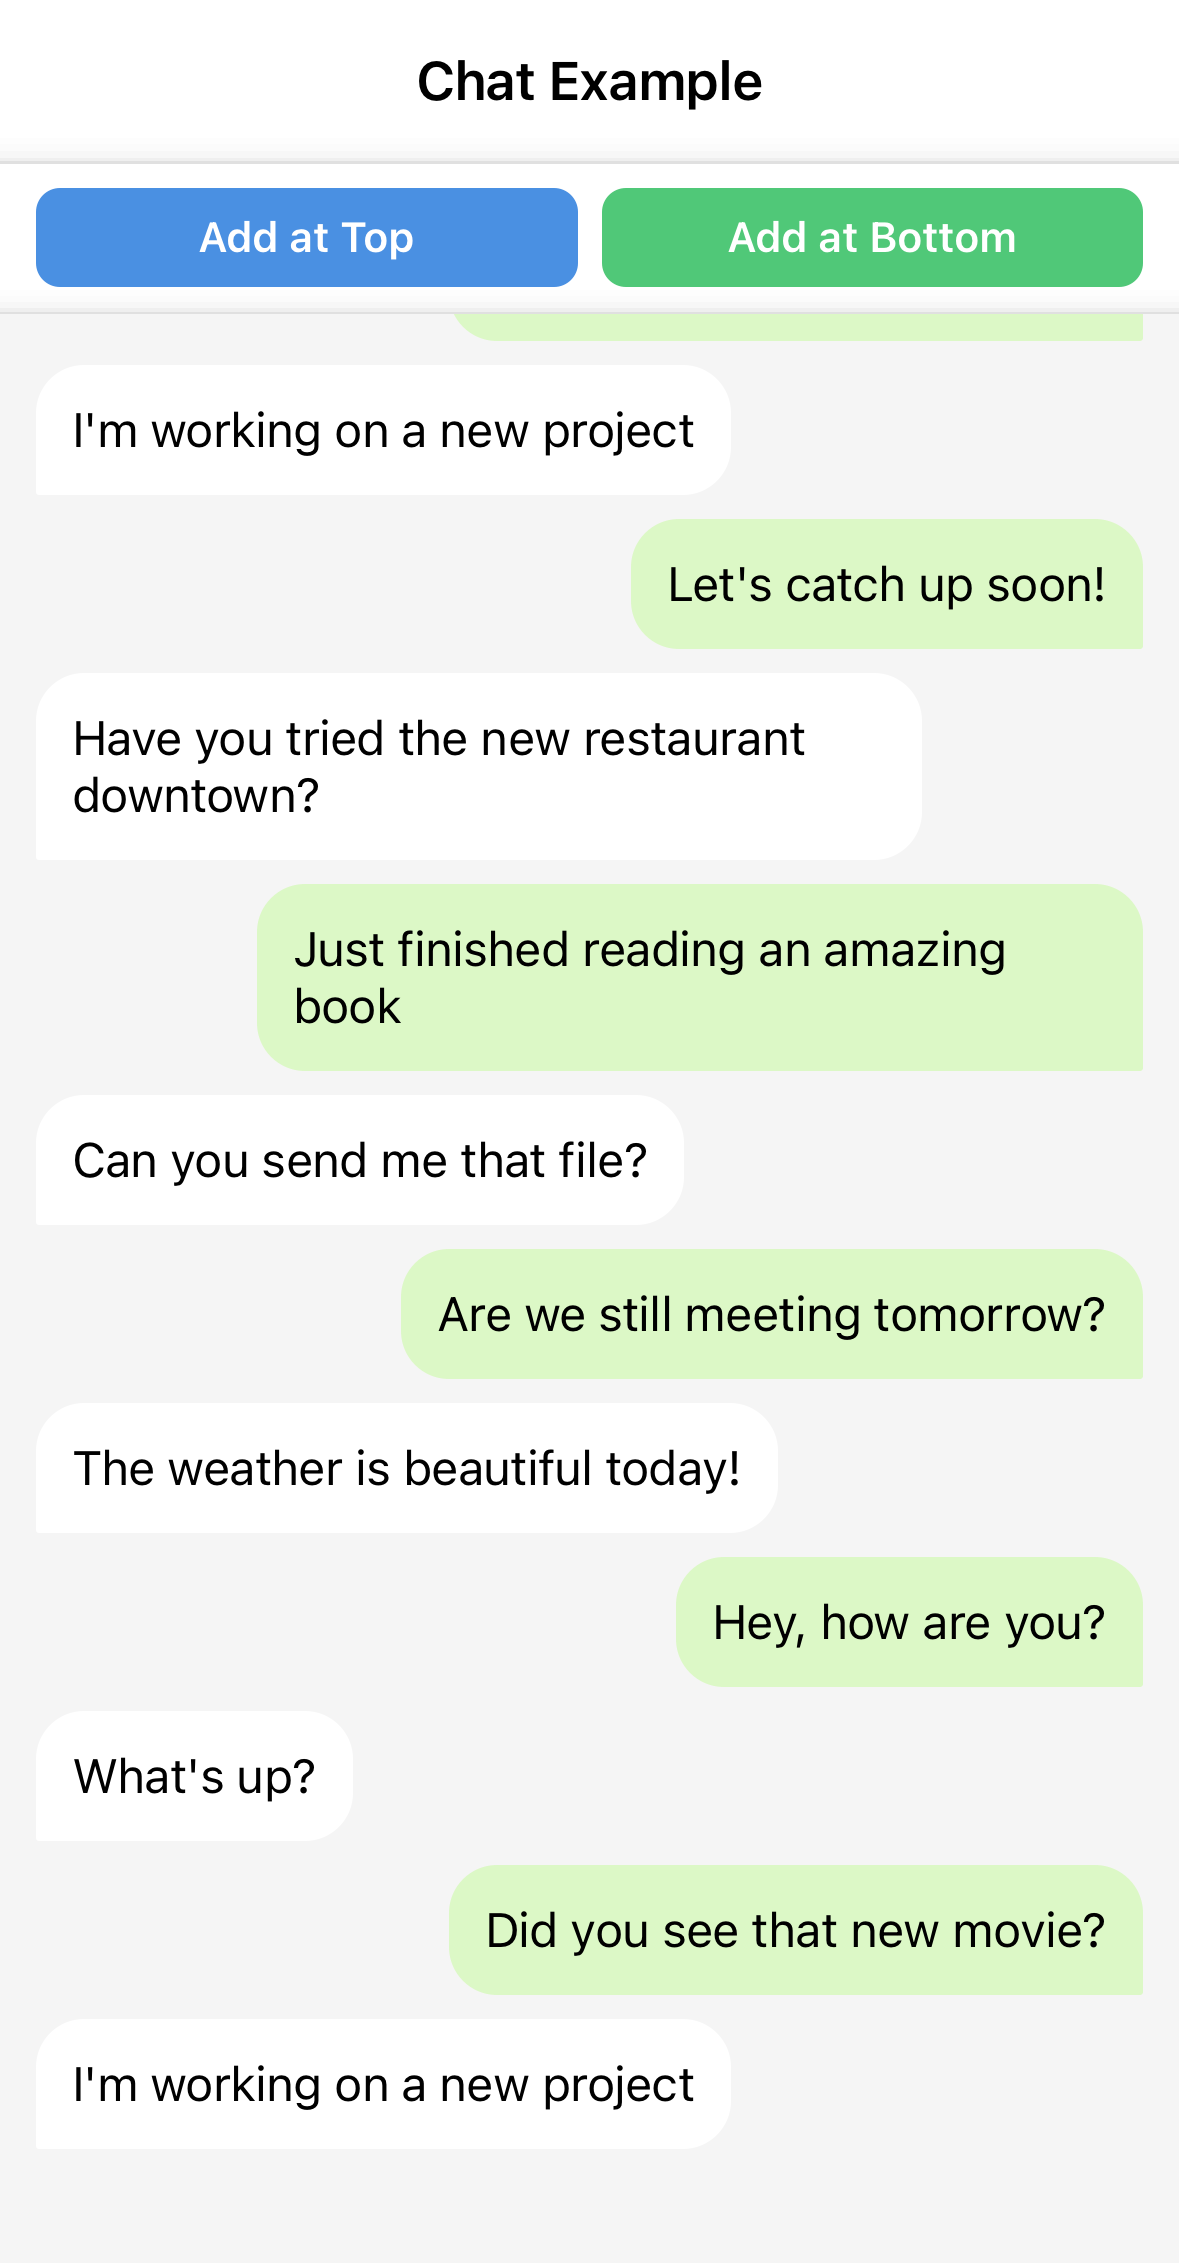 Chat Example
Add at Top
Add at Bottom
I'm working on a new project
Let's catch up soon!
Have you tried the new restaurant
downtown?
Just finished reading an amazing
book
Can you send me that file?
Are we still meeting tomorrow?
The weather is beautiful today!
Hey, how are you?
What's up?
Did you see that new movie?
I'm working on a new project